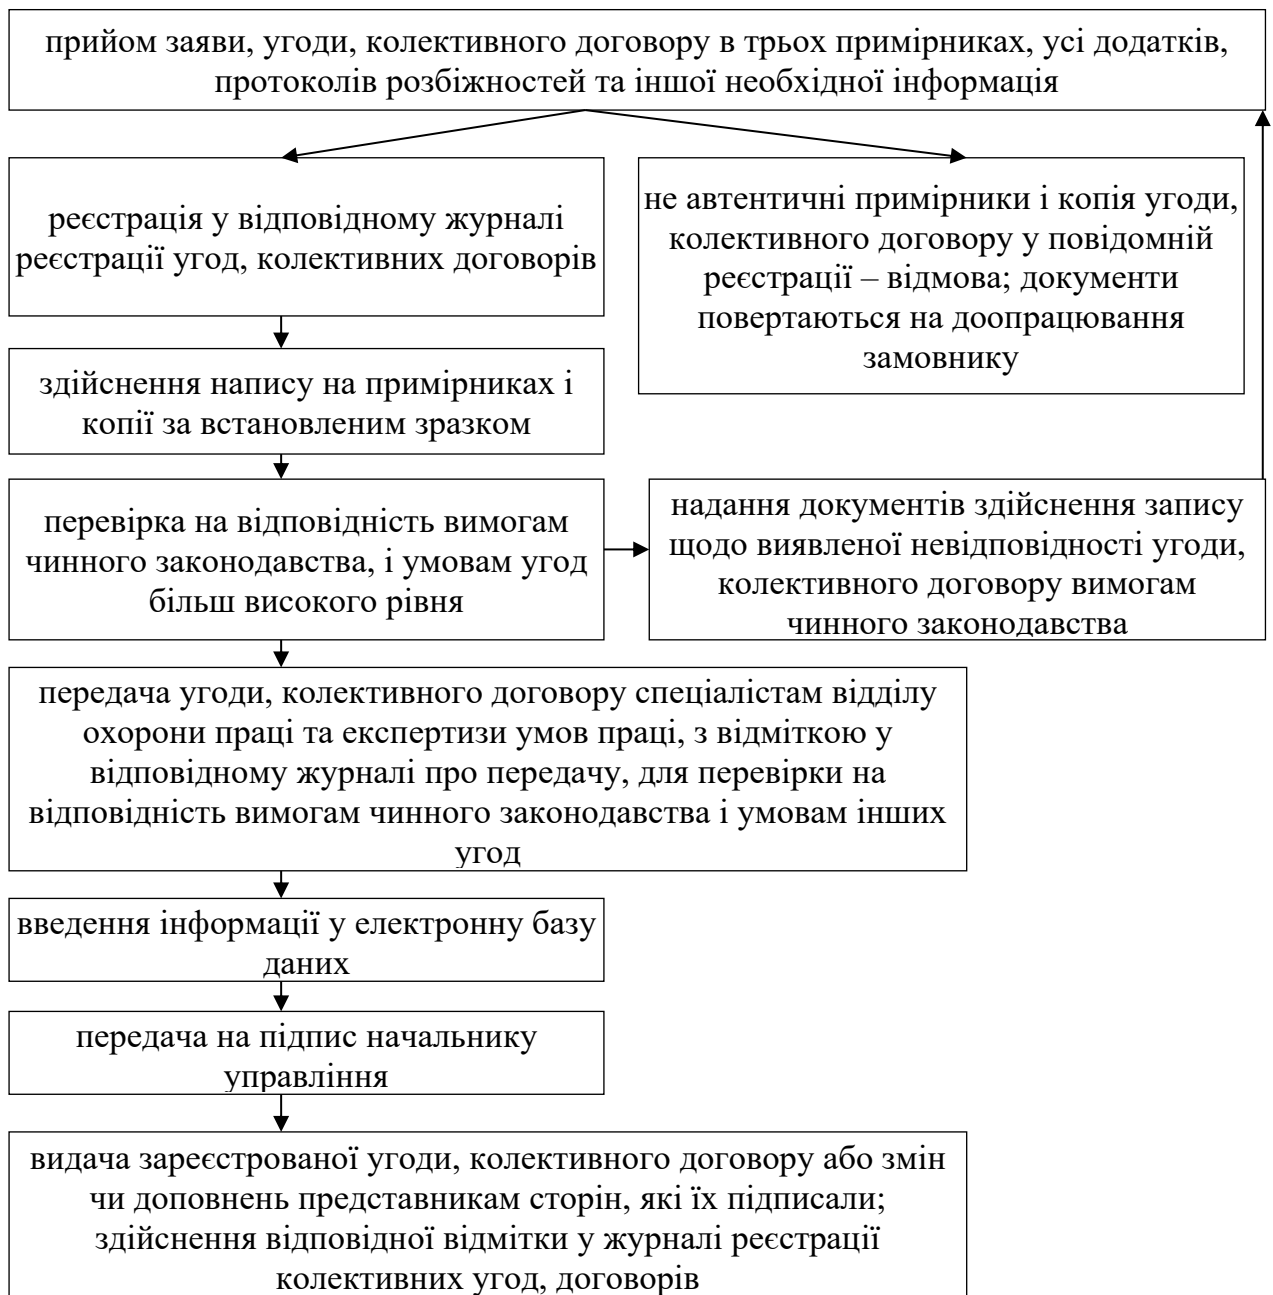 прийом заяви, угоди, колективного договору в трьох примірниках, усі додатків,
протоколів розбіжностей та іншої необхідної інформація
реєстрація у відповідному журналі
реєстрації угод, колективних договорів
не автентичні примірники і копія угоди,
колективного договору у повідомній
реєстрації – відмова; документи
повертаються на доопрацювання
замовнику
здійснення напису на примірниках і
копії за встановленим зразком
перевірка на відповідність вимогам
чинного законодавства, і умовам угод
більш високого рівня
надання документів здійснення запису
щодо виявленої невідповідності угоди,
колективного договору вимогам
чинного законодавства
передача угоди, колективного договору спеціалістам відділу
охорони праці та експертизи умов праці, з відміткою у
відповідному журналі про передачу, для перевірки на
відповідність вимогам чинного законодавства і умовам інших
угод
введення інформації у електронну базу
даних
передача на підпис начальнику
управління
видача зареєстрованої угоди, колективного договору або змін
чи доповнень представникам сторін, які їх підписали;
здійснення відповідної відмітки у журналі реєстрації
колективних угод, договорів